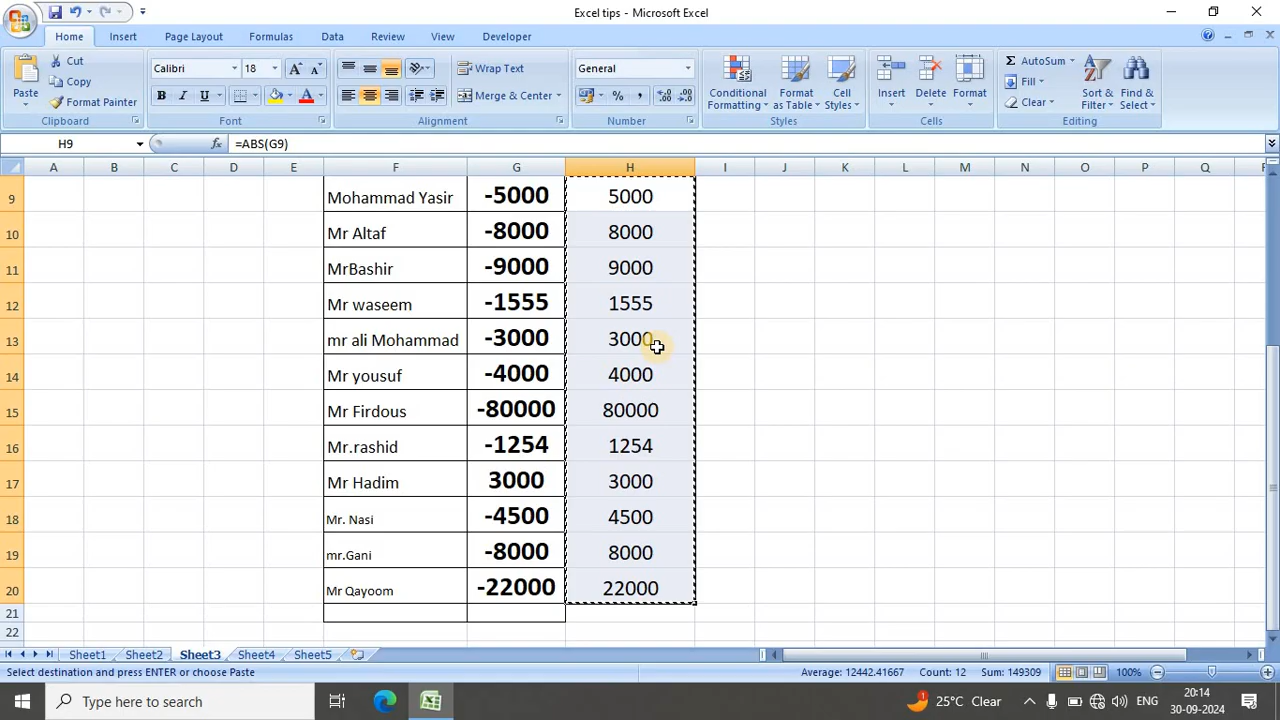 Excel tips - Microsoft Excel
Home Insert Page Layout Formulas Data Review View Developer
Paste
Cut
Copy
Format Painter
Clipboard
Calibri 18
B I U
Font
Wrap Text
Merge & Center
Alignment
General
Number
Conditional Formatting
Format as Table
Cell Styles
Styles
Insert Delete Format
Cells
Σ AutoSum
Fill
Clear
Sort & Filter
Find & Select
Editing
H9 fx =ABS(G9)
A B C D E F G H I J K L M N O P Q
9 Mohammad Yasir -5000 5000
10 Mr Altaf -8000 8000
11 MrBashir -9000 9000
12 Mr waseem -1555 1555
13 mr ali Mohammad -3000 3000
14 Mr yousuf -4000 4000
15 Mr Firdous -80000 80000
16 Mr.rashid -1254 1254
17 Mr Hadim 3000 3000
18 Mr. Nasi -4500 4500
19 mr.Gani -8000 8000
20 Mr Qayoom -22000 22000
21
22
Sheet1 Sheet2 Sheet3 Sheet4 Sheet5
Select destination and press ENTER or choose Paste Average: 12442.41667 Count: 12 Sum: 149309 100%
Type here to search 1 25°C Clear ENG 20:14
30-09-2024